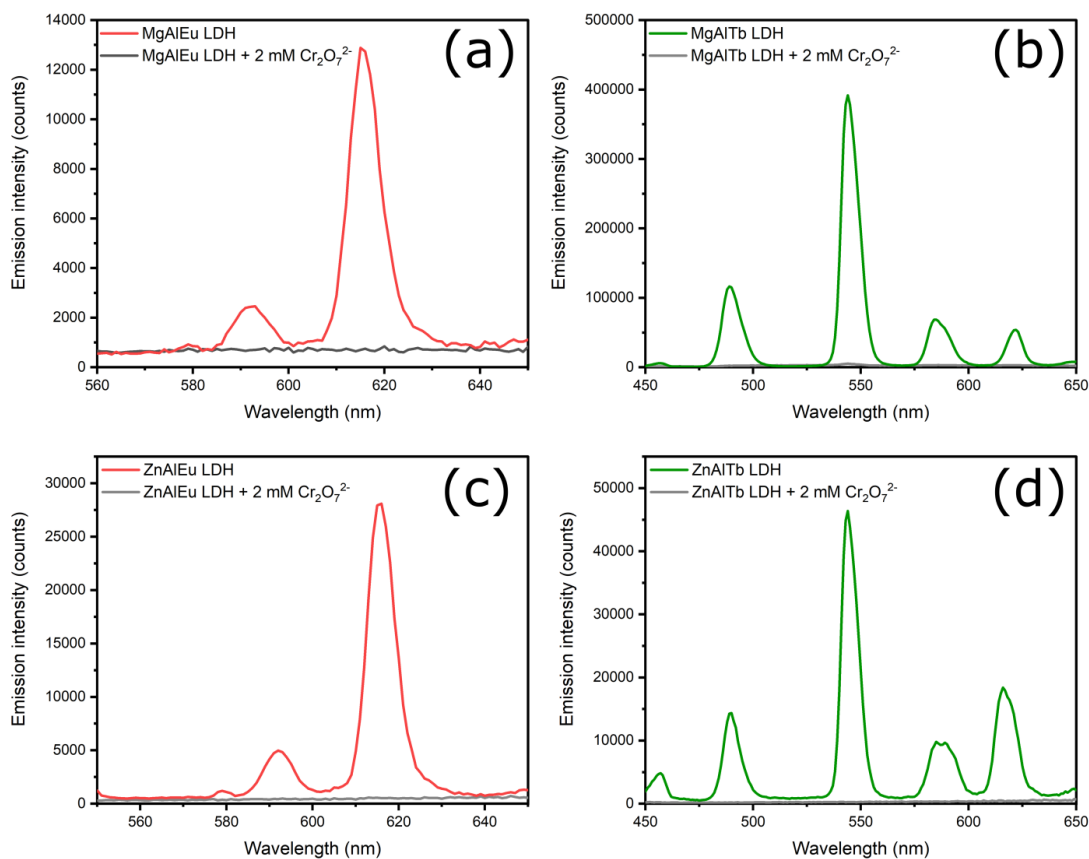 MgAlEu LDH
MgAlEu LDH + 2 mM Cr₂O₇²⁻
(a)
Emission intensity (counts)
14000
12000
10000
8000
6000
4000
2000
0
560
580
600
620
640
Wavelength (nm)
MgAlTb LDH
MgAlTb LDH + 2 mM Cr₂O₇²⁻
(b)
Emission intensity (counts)
500000
400000
300000
200000
100000
0
450
500
550
600
650
Wavelength (nm)
ZnAlEu LDH
ZnAlEu LDH + 2 mM Cr₂O₇²⁻
(c)
Emission intensity (counts)
30000
25000
20000
15000
10000
5000
0
560
580
600
620
640
Wavelength (nm)
ZnAlTb LDH
ZnAlTb LDH + 2 mM Cr₂O₇²⁻
(d)
Emission intensity (counts)
50000
40000
30000
20000
10000
0
450
500
550
600
650
Wavelength (nm)